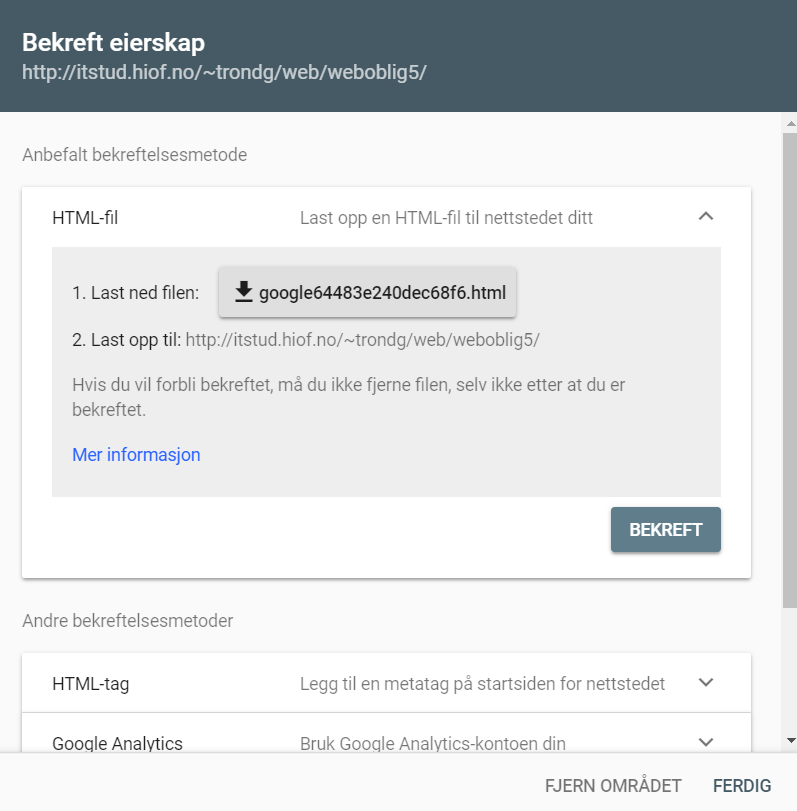 Bekreft eierskap
http://itstud.hiof.no/~trondg/web/weboblig5/
Anbefalt bekreftelsesmetode
HTML-fil Last opp en HTML-fil til nettstedet ditt
1. Last ned filen: google64483e240dec68f6.html
2. Last opp til: http://itstud.hiof.no/~trondg/web/weboblig5/
Hvis du vil forbli bekreftet, må du ikke fjerne filen, selv ikke etter at du er
bekreftet.
Mer informasjon
BEKREFT
Andre bekreftelsesmetoder
HTML-tag Legg til en metatag på startsiden for nettstedet
Google Analytics Bruk Google Analytics-kontoen din
FJERN OMRÅDET FERDIG